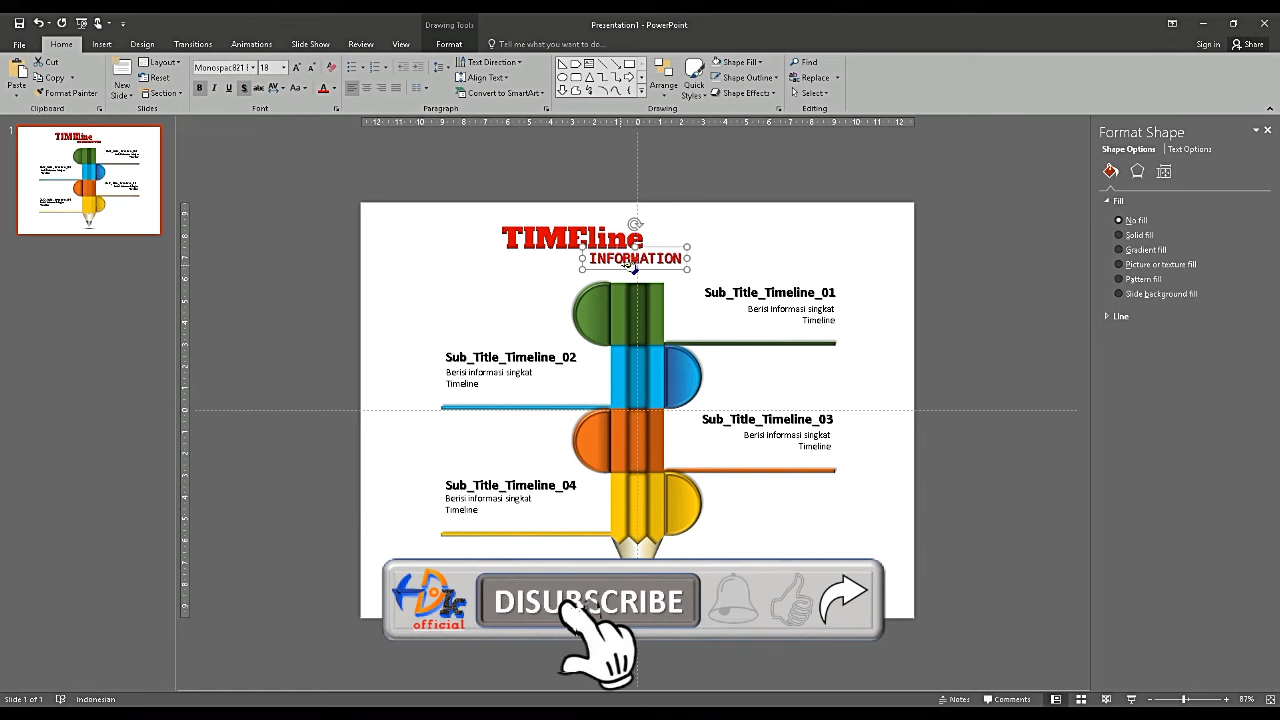 Presentation1 - PowerPoint
Drawing Tools
File Home Insert Design Transitions Animations Slide Show Review View Format Tell me what you want to do... Sign in Share
Paste Cut Copy Format Painter Clipboard
New Slide Layout Reset Section Slides
Monospac821 18 Font
Text Direction Align Text Convert to SmartArt Paragraph
Arrange Quick Styles Shape Fill Shape Outline Shape Effects Drawing
Find Replace Select Editing
1
Format Shape
Shape Options Text Options
Fill
No fill
Solid fill
Gradient fill
Picture or texture fill
Pattern fill
Slide background fill
Line
TIMEline
INFORMATION
Sub_Title_Timeline_01
Berisi informasi singkat
Timeline
Sub_Title_Timeline_02
Berisi informasi singkat
Timeline
Sub_Title_Timeline_03
Berisi informasi singkat
Timeline
Sub_Title_Timeline_04
Berisi informasi singkat
Timeline
official
DISUBSCRIBE
Slide 1 of 1 Indonesian Notes Comments 87%